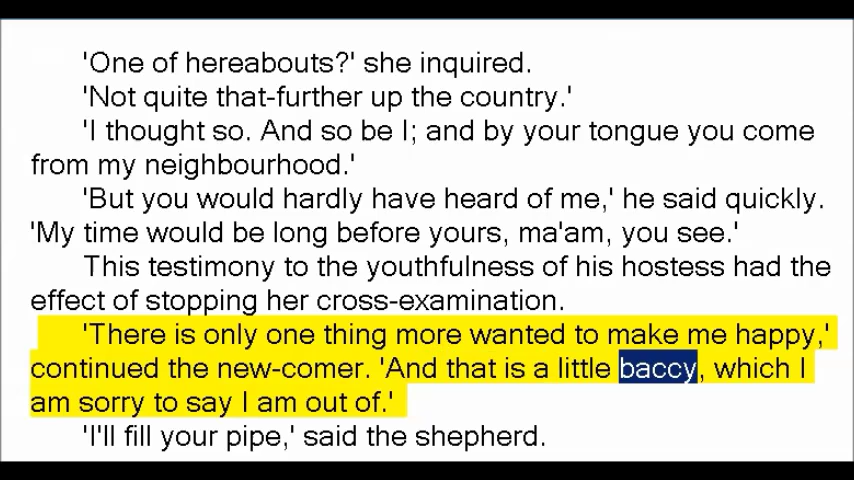 'One of hereabouts?' she inquired.
'Not quite that-further up the country.'
'I thought so. And so be I; and by your tongue you come
from my neighbourhood.'
'But you would hardly have heard of me,' he said quickly.
'My time would be long before yours, ma'am, you see.'
This testimony to the youthfulness of his hostess had the
effect of stopping her cross-examination.
'There is only one thing more wanted to make me happy,'
continued the new-comer. 'And that is a little baccy, which I
am sorry to say I am out of.'
'I'll fill your pipe,' said the shepherd.